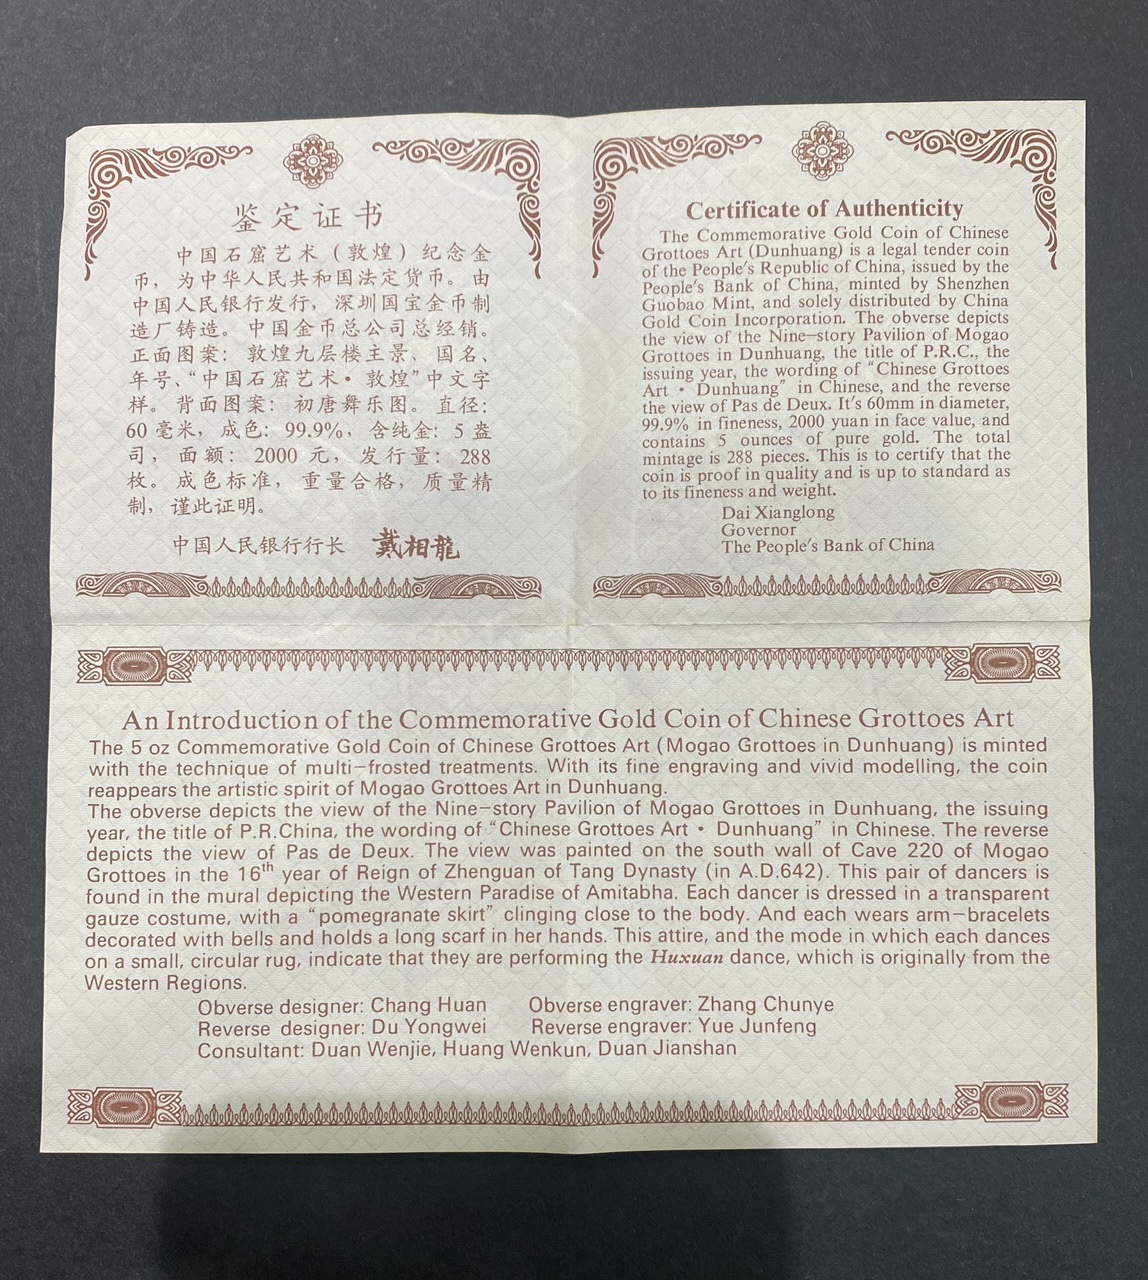 鉴定证书
中国石窟艺术（敦煌）纪念金
币，为中华人民共和国法定货币。由
中国人民银行发行，深圳国宝金币制
造厂铸造。中国金币总公司总经销。
正面图案：敦煌九层楼主景、国名、
年号、“中国石窟艺术·敦煌”中文字
样。背面图案：初唐舞乐图。直径：
60毫米，成色：99.9%，含纯金：5盎
司，面额：2000元，发行量：288
枚。成色标准，重量合格，质量精
制，谨此证明。
中国人民银行行长 戴相龍
Certificate of Authenticity
The Commemorative Gold Coin of Chinese
Grottoes Art (Dunhuang) is a legal tender coin
of the People's Republic of China, issued by the
People's Bank of China, minted by Shenzhen
Guobao Mint, and solely distributed by China
Gold Coin Incorporation. The obverse depicts
the view of the Nine-story Pavilion of Mogao
Grottoes in Dunhuang, the title of P.R.C., the
issuing year, the wording of "Chinese Grottoes
Art · Dunhuang" in Chinese, and the reverse
the view of Pas de Deux. It's 60mm in diameter,
99.9% in fineness, 2000 yuan in face value, and
contains 5 ounces of pure gold. The total
mintage is 288 pieces. This is to certify that the
coin is proof in quality and is up to standard as
to its fineness and weight.
Dai Xianglong
Governor
The People's Bank of China
An Introduction of the Commemorative Gold Coin of Chinese Grottoes Art
The 5 oz Commemorative Gold Coin of Chinese Grottoes Art (Mogao Grottoes in Dunhuang) is minted
with the technique of multi-frosted treatments. With its fine engraving and vivid modelling, the coin
reappears the artistic spirit of Mogao Grottoes Art in Dunhuang.
The obverse depicts the view of the Nine-story Pavilion of Mogao Grottoes in Dunhuang, the issuing
year, the title of P.R.China, the wording of "Chinese Grottoes Art · Dunhuang" in Chinese. The reverse
depicts the view of Pas de Deux. The view was painted on the south wall of Cave 220 of Mogao
Grottoes in the 16th year of Reign of Zhenguan of Tang Dynasty (in A.D.642). This pair of dancers is
found in the mural depicting the Western Paradise of Amitabha. Each dancer is dressed in a transparent
gauze costume, with a "pomegranate skirt" clinging close to the body. And each wears arm-bracelets
decorated with bells and holds a long scarf in her hands. This attire, and the mode in which each dances
on a small, circular rug, indicate that they are performing the Huxuan dance, which is originally from the
Western Regions.
Obverse designer: Chang Huan Obverse engraver: Zhang Chunye
Reverse designer: Du Yongwei Reverse engraver: Yue Junfeng
Consultant: Duan Wenjie, Huang Wenkun, Duan Jianshan